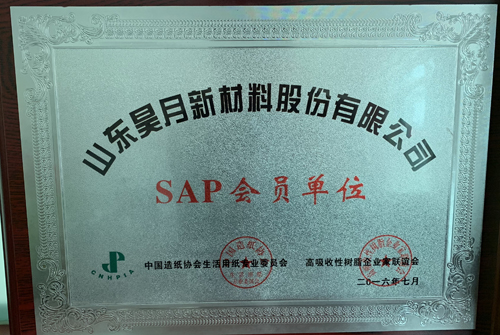 山东昊月新材料股份有限公司
SAP会员单位
CNHPIA
中国造纸协会生活用纸专业委员会
高吸收性树脂企业家联谊会
二〇一六年七月